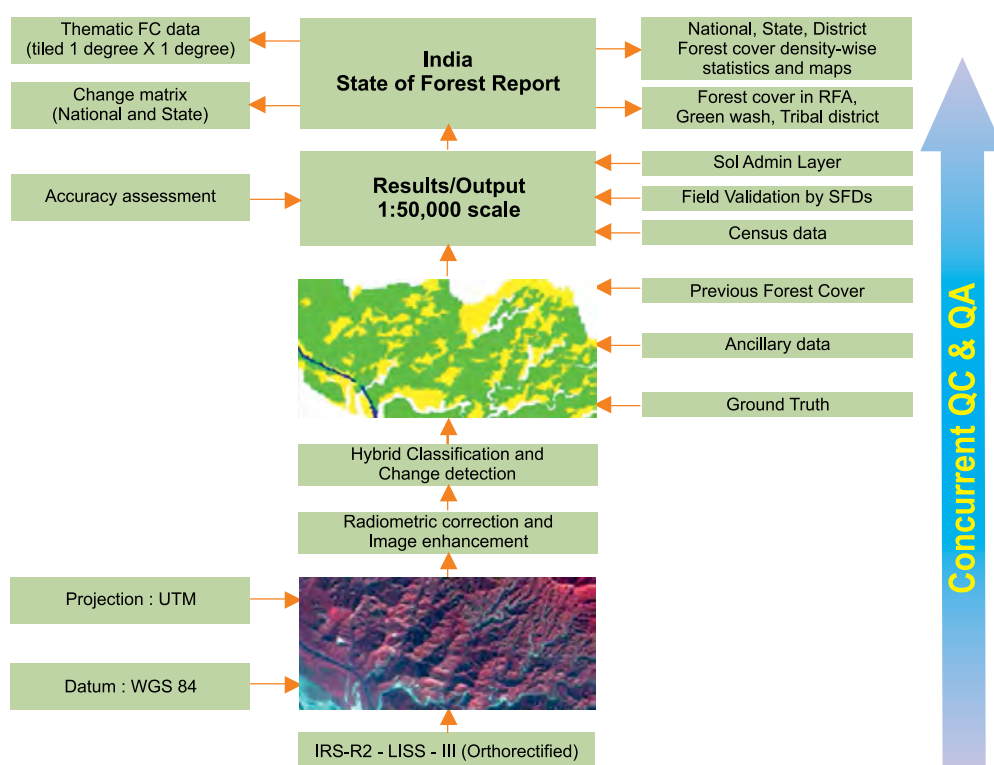 Thematic FC data
(tiled 1 degree X 1 degree)
Change matrix
(National and State)
India
State of Forest Report
National, State, District
Forest cover density-wise
statistics and maps
Forest cover in RFA,
Green wash, Tribal district
Accuracy assessment
Results/Output
1:50,000 scale
Sol Admin Layer
Field Validation by SFDs
Census data
Previous Forest Cover
Ancillary data
Ground Truth
Hybrid Classification and
Change detection
Radiometric correction and
Image enhancement
Projection : UTM
Datum : WGS 84
IRS-R2 - LISS - III (Orthorectified)
Concurrent QC & QA